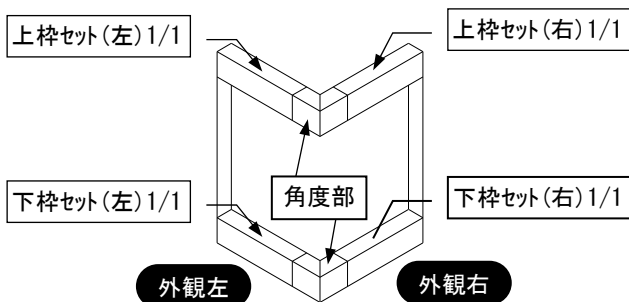 上枠セット(左)1/1
上枠セット(右)1/1
下枠セット(左)1/1
角度部
下枠セット(右)1/1
外観左
外観右